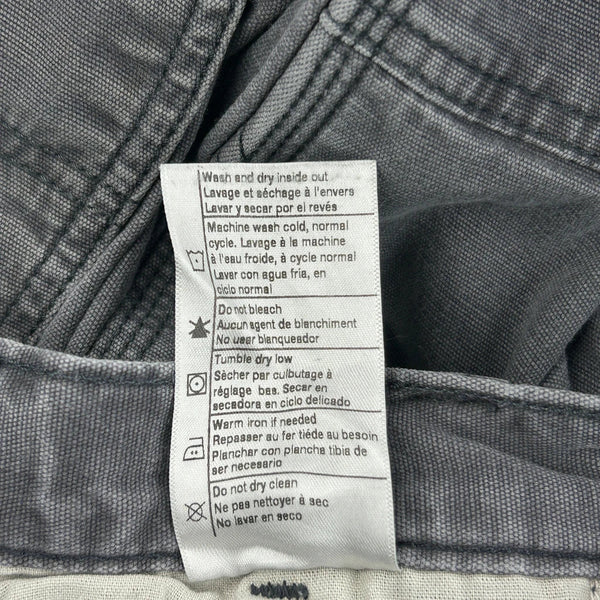 Wash and dry inside out
Lavage et séchage à l'envers
Lavar y secar por el revés
Machine wash cold, normal
cycle. Lavage à la machine
à l'eau froide, à cycle normal
Lavar con agua fria, en
ciclo normal
Do not bleach
Aucun agent de blanchiment
No usar blanqueador
Tumble dry low
Sècher par culbutage à
réglage bas. Secar en
secadora en ciclo delicado
Warm iron if needed
Repasser au fer tiéde au besoin
Planchar con plancha tibia de
ser necesario
Do not dry clean
Ne pas nettoyer à sec
No lavar en seco